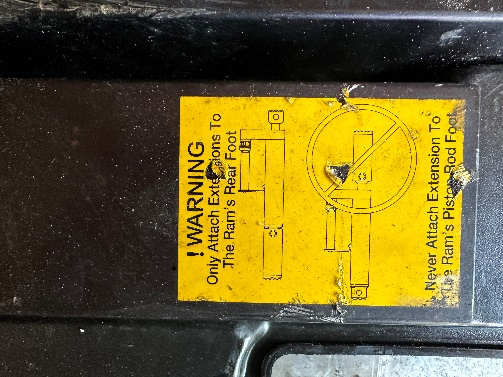 ! WARNING
Only Attach Extensions To
The Ram's Rear Foot
Never Attach Extension To
The Ram's Piston Rod Foot